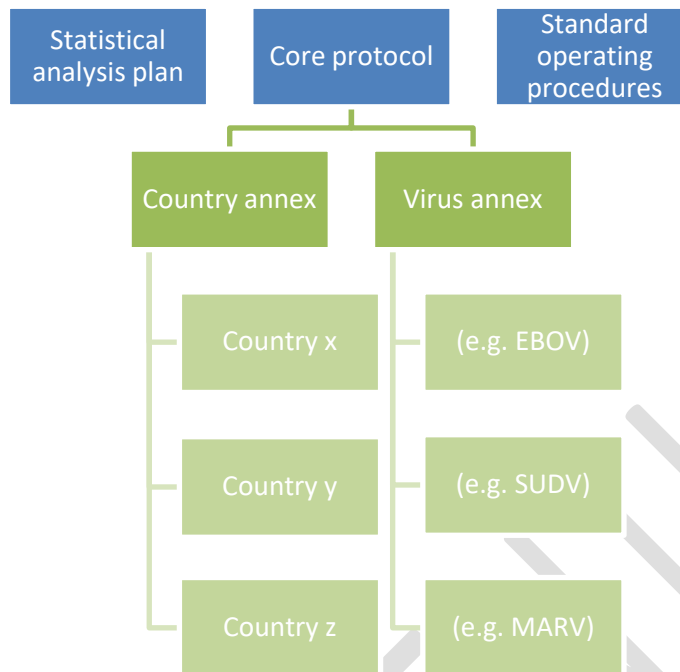 Statistical
analysis plan
Core protocol
Standard
operating
procedures
Country annex
Virus annex
Country x
(e.g. EBOV)
Country y
(e.g. SUDV)
Country z
(e.g. MARV)